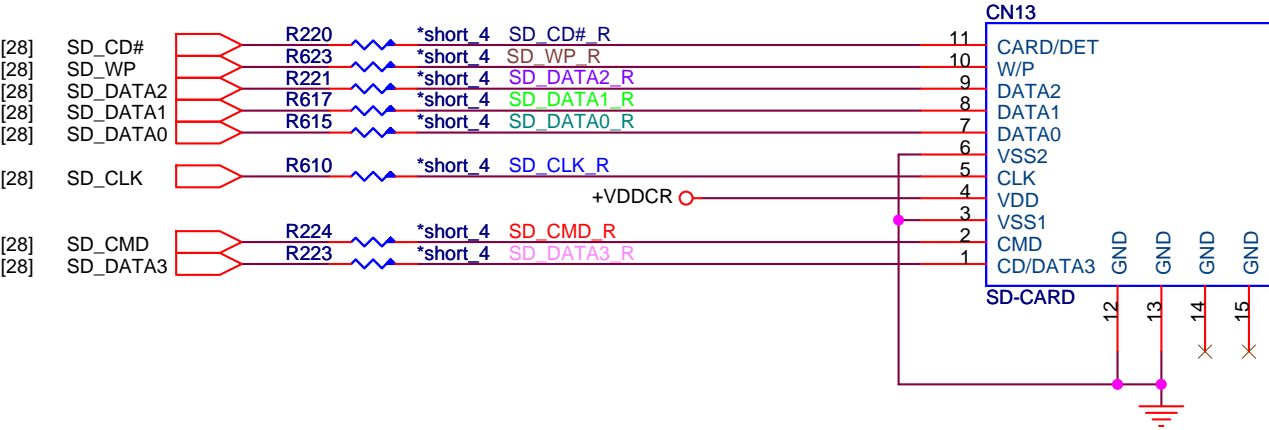 CN13
[28] SD_CD# R220 *short_4 SD_CD#_R 11 CARD/DET
[28] SD_WP R623 *short_4 SD_WP_R 10 W/P
[28] SD_DATA2 R221 *short_4 SD_DATA2_R 9 DATA2
[28] SD_DATA1 R617 *short_4 SD_DATA1_R 8 DATA1
[28] SD_DATA0 R615 *short_4 SD_DATA0_R 7 DATA0
6 VSS2
[28] SD_CLK R610 *short_4 SD_CLK_R 5 CLK
+VDDCR 4 VDD
3 VSS1
[28] SD_CMD R224 *short_4 SD_CMD_R 2 CMD
[28] SD_DATA3 R223 *short_4 SD_DATA3_R 1 CD/DATA3
GND GND GND GND
SD-CARD
12 13 14 15